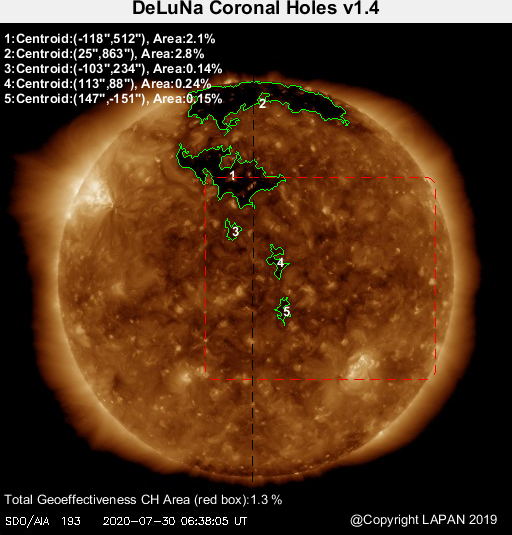 DeLuNa Coronal Holes v1.4
1:Centroid:(-118",512"), Area:2.1%
2:Centroid:(25",863"), Area:2.8%
3:Centroid:(-103",234"), Area:0.14%
4:Centroid:(113",88"), Area:0.24%
5:Centroid:(147",-151"), Area:0.15%
2
1
3
4
5
Total Geoeffectiveness CH Area (red box):1.3 %
SDO/AIA 193 2020-07-30 06:38:05 UT
@Copyright LAPAN 2019